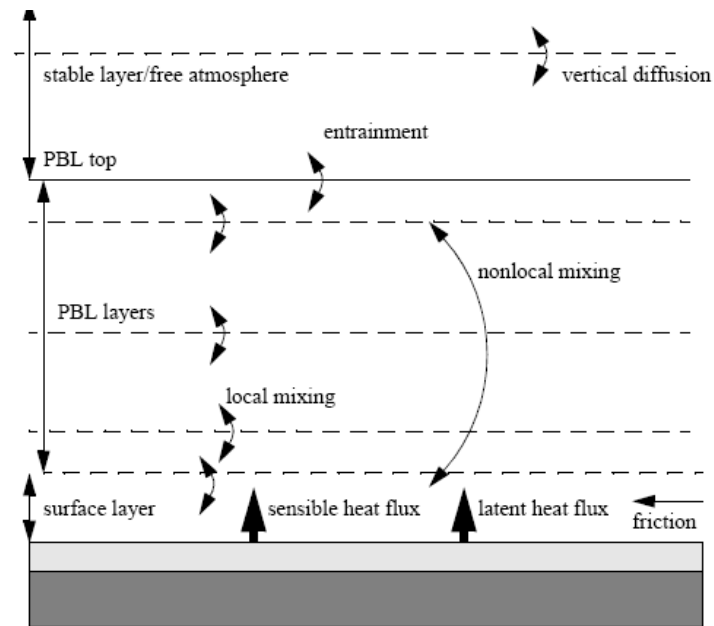 stable layer/free atmosphere
vertical diffusion
entrainment
PBL top
nonlocal mixing
PBL layers
local mixing
surface layer
sensible heat flux
latent heat flux
friction